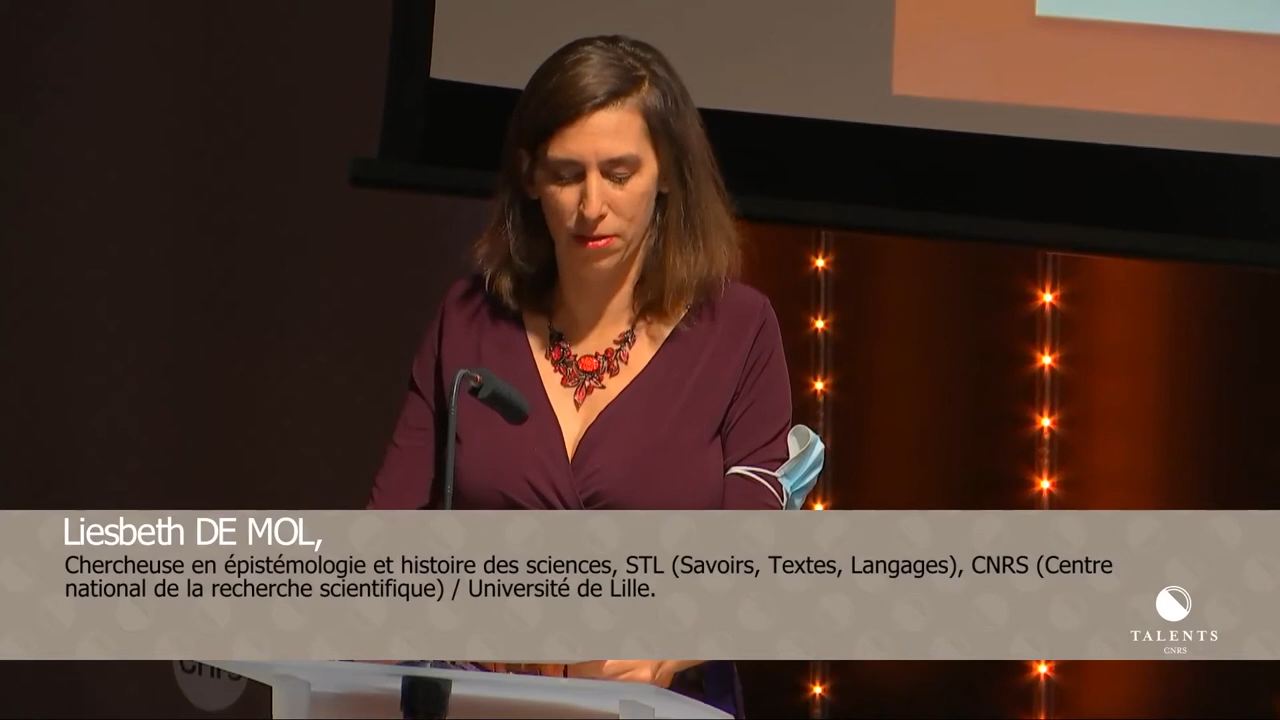 Liesbeth DE MOL,
Chercheuse en épistémologie et histoire des sciences, STL (Savoirs, Textes, Langages), CNRS (Centre
national de la recherche scientifique) / Université de Lille.
TALENTS
CNRS
cnrs